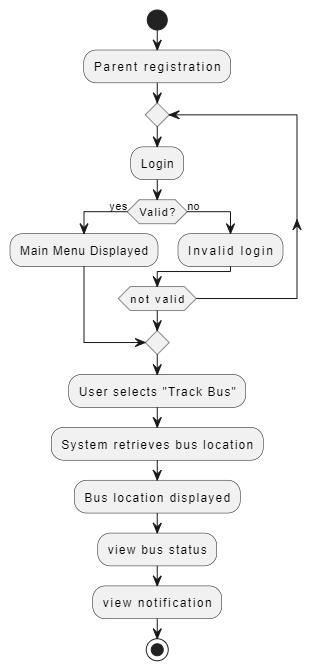 Parent registration
Login
yes
Valid?
no
Main Menu Displayed
Invalid login
not valid
User selects "Track Bus"
System retrieves bus location
Bus location displayed
view bus status
view notification